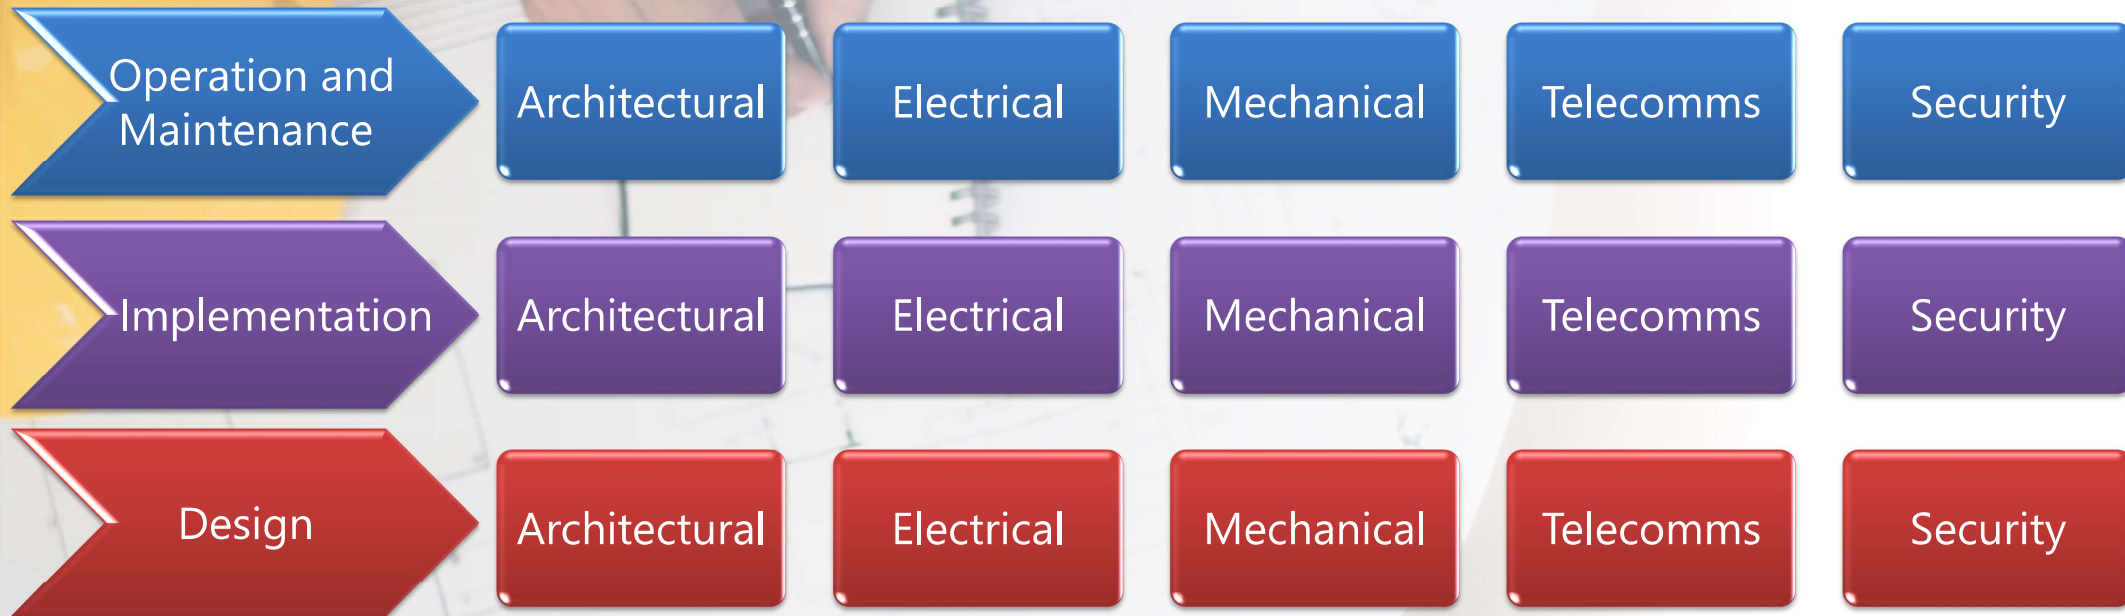 Operation and
Maintenance
Architectural
Electrical
Mechanical
Telecomms
Security
Implementation
Architectural
Electrical
Mechanical
Telecomms
Security
Design
Architectural
Electrical
Mechanical
Telecomms
Security